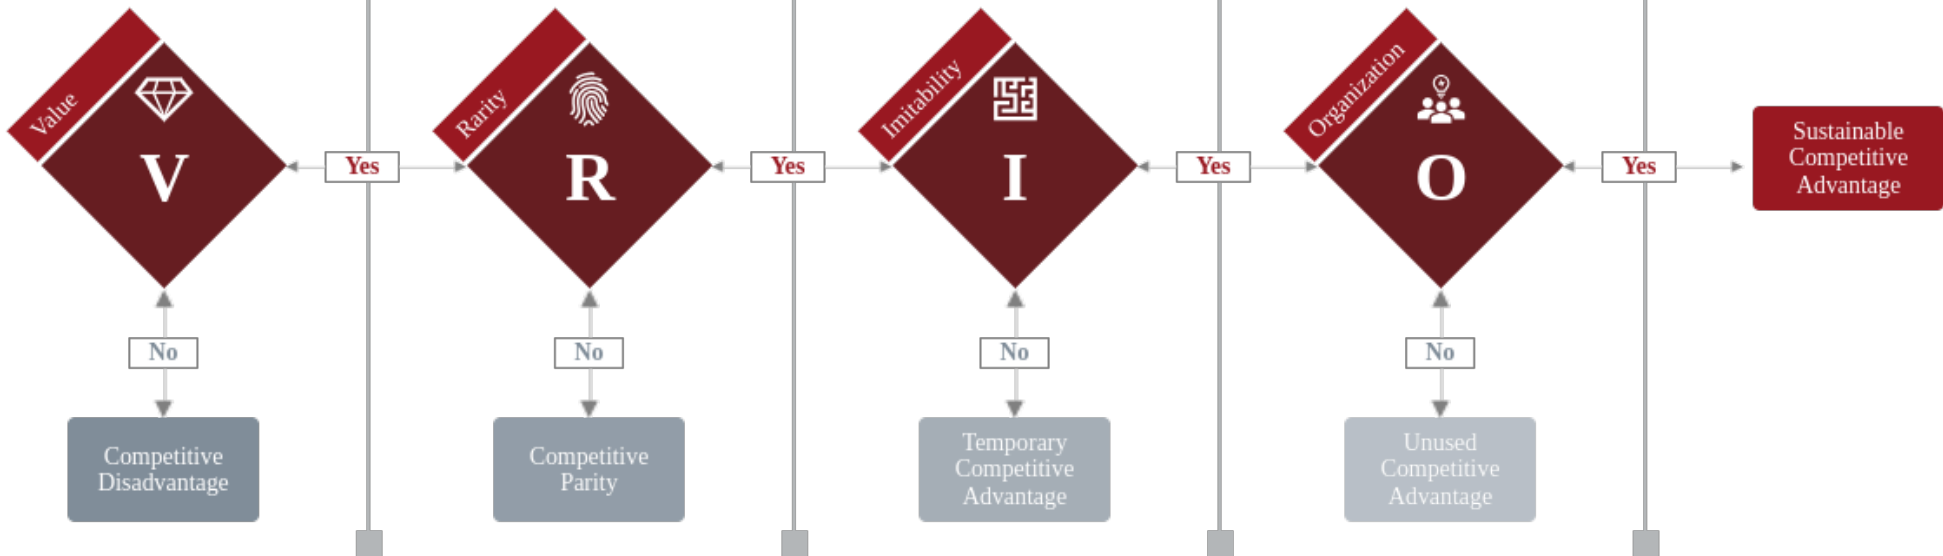 Value
V
Yes
Rarity
R
Yes
Imitability
I
Yes
Organization
O
Yes
Sustainable
Competitive
Advantage
No
No
No
No
Competitive
Disadvantage
Competitive
Parity
Temporary
Competitive
Advantage
Unused
Competitive
Advantage